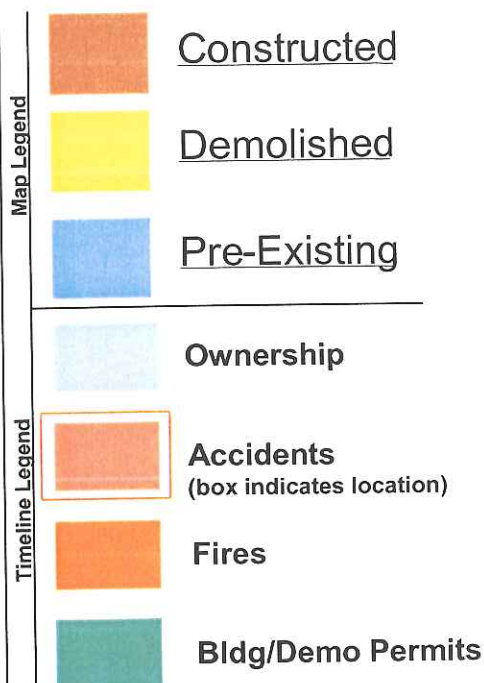 Map Legend
Constructed
Demolished
Pre-Existing
Timeline Legend
Ownership
Accidents
(box indicates location)
Fires
Bldg/Demo Permits